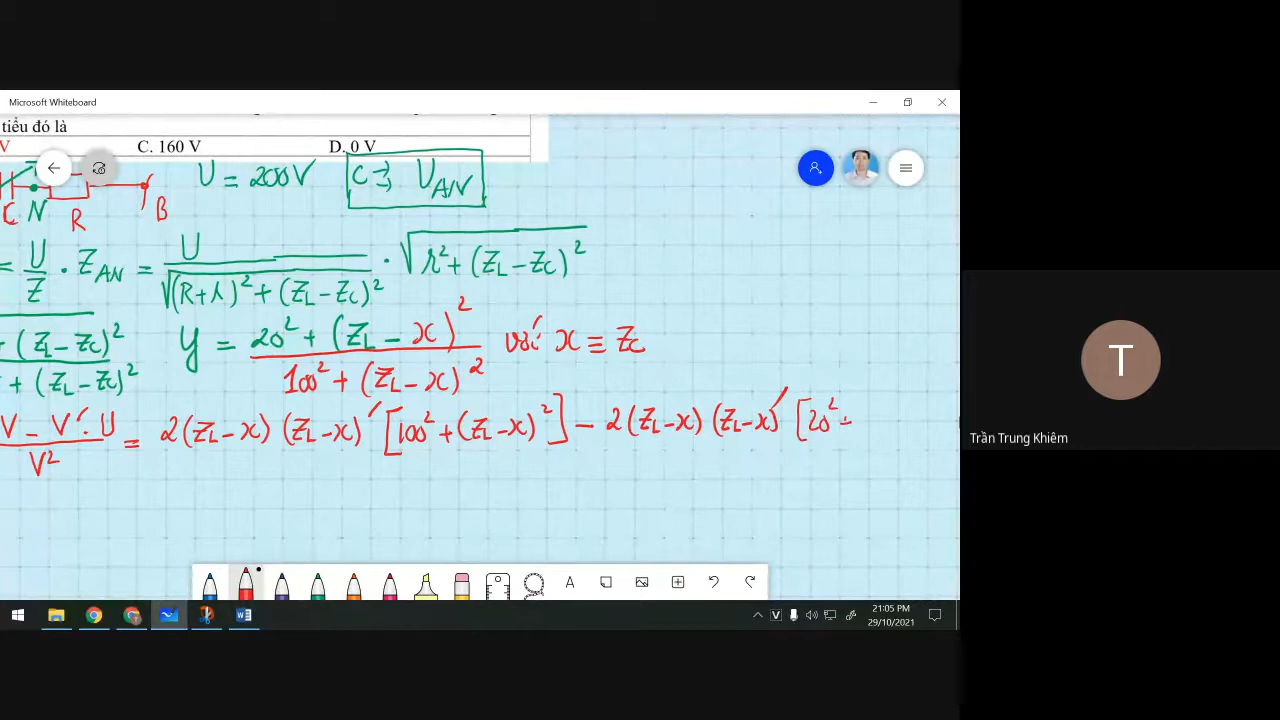 Microsoft Whiteboard
tiểu đó là
V C. 160 V D. 0 V
U = 200V C ⇉ U_AN
C N R B
= U/Z · Z_AN = U/√((R+r)² + (Z_L − Z_C)²) · √(r² + (Z_L − Z_C)²)
+ (Z_L − Z_C)² / + (Z_L − Z_C)² y = (20² + (Z_L − x)²)/(100² + (Z_L − x)²) với x ≡ Z_C
(V − V'. U)/V² = 2(Z_L − x) (Z_L − x)' [100² + (Z_L − x)²] − 2(Z_L − x) (Z_L − x)' [20² +
21:05 PM
29/10/2021
T
Trần Trung Khiêm